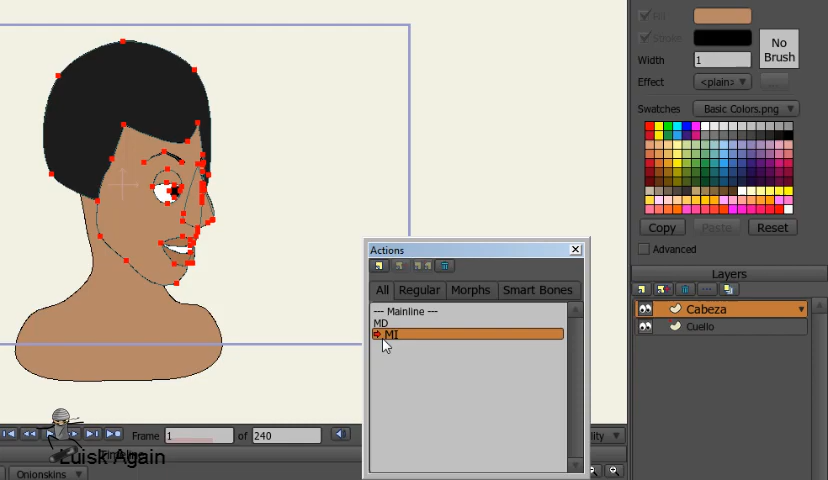 Fill
Stroke
Width 1
No Brush
Effect <plain>
Swatches Basic Colors.png
Copy Paste Reset
Advanced
Layers
Cabeza
Cuello
Actions
All Regular Morphs Smart Bones
--- Mainline ---
MD
MI
Frame 1 of 240
Timeline
Luisk Again
Onionskins